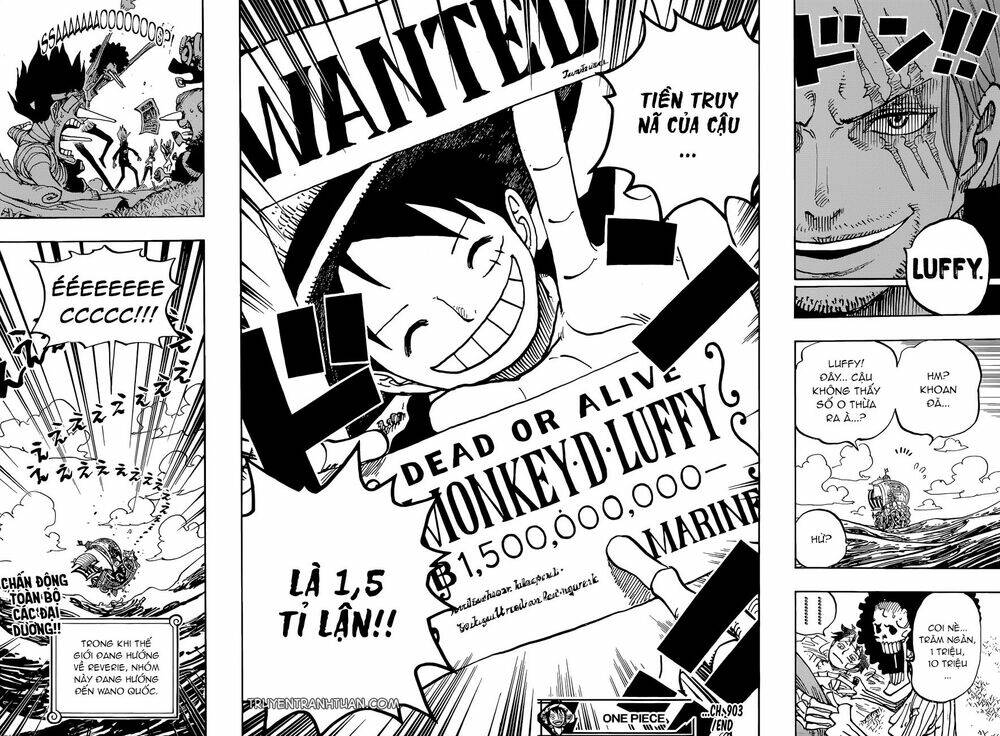 ドン!!
LUFFY.
HM?
KHOAN
ĐÀ...
LUFFY!
ĐÂY... CẬU
KHÔNG THẤY
SỐ 0 THỪA
RA À...?
HỬ?
COI NÈ...
TRĂM NGÀN,
1 TRIỆU,
10 TRIỆU
WANTED
TIỀN TRUY
NÃ CỦA CẬU
...
DEAD OR ALIVE
MONKEY·D·LUFFY
฿1,500,000,000-
MARINE
LÀ 1,5
TỈ LẬN!!
TRUYENTRANHTUAN.COM
ONE PIECE
...CH. 903
/END
ÉÉEEEEEE
CCCCC!!!
CHẤN ĐỘNG
TOÀN BỘ
CÁC ĐẠI
DƯƠNG!!
TRONG KHI THẾ
GIỚI ĐANG HƯỚNG
VỀ REVERIE, NHÓM
NÀY ĐANG HƯỚNG
ĐẾN WANO QUỐC.